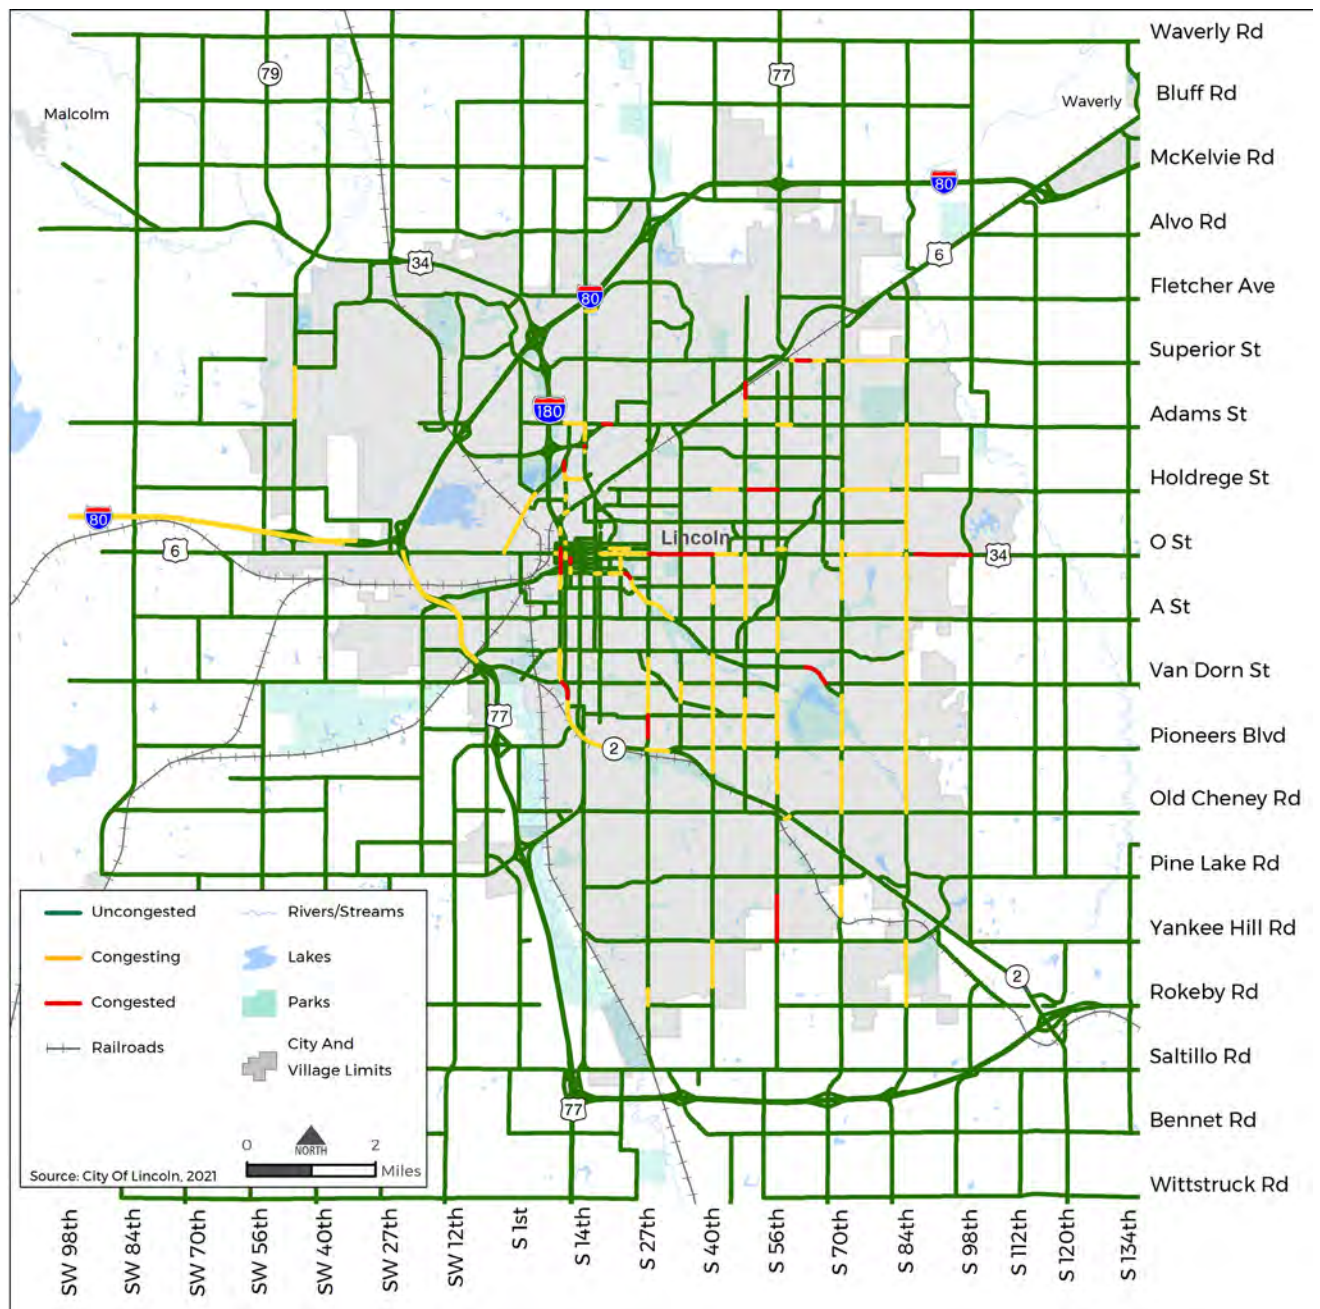 Waverly Rd
79
77
Bluff Rd
Malcolm
Waverly
McKelvie Rd
80
Alvo Rd
6
34
Fletcher Ave
80
Superior St
180
Adams St
Holdrege St
80
Lincoln
O St
6
34
A St
Van Dorn St
77
Pioneers Blvd
2
Old Cheney Rd
Pine Lake Rd
Uncongested
Rivers/Streams
Yankee Hill Rd
Congesting
Lakes
2
Congested
Parks
Rokeby Rd
Railroads
City And
Village Limits
Saltillo Rd
77
Bennet Rd
0
NORTH
2
Miles
Source: City Of Lincoln, 2021
Wittstruck Rd
SW 98th
SW 84th
SW 70th
SW 56th
SW 40th
SW 27th
SW 12th
S 1st
S 14th
S 27th
S 40th
S 56th
S 70th
S 84th
S 98th
S 112th
S 120th
S 134th